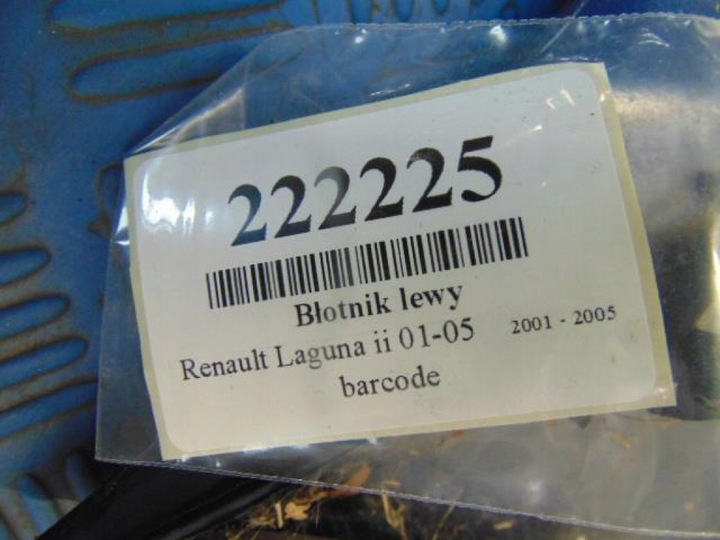 222225
Błotnik lewy
Renault Laguna ii 01-05 2001 - 2005
barcode